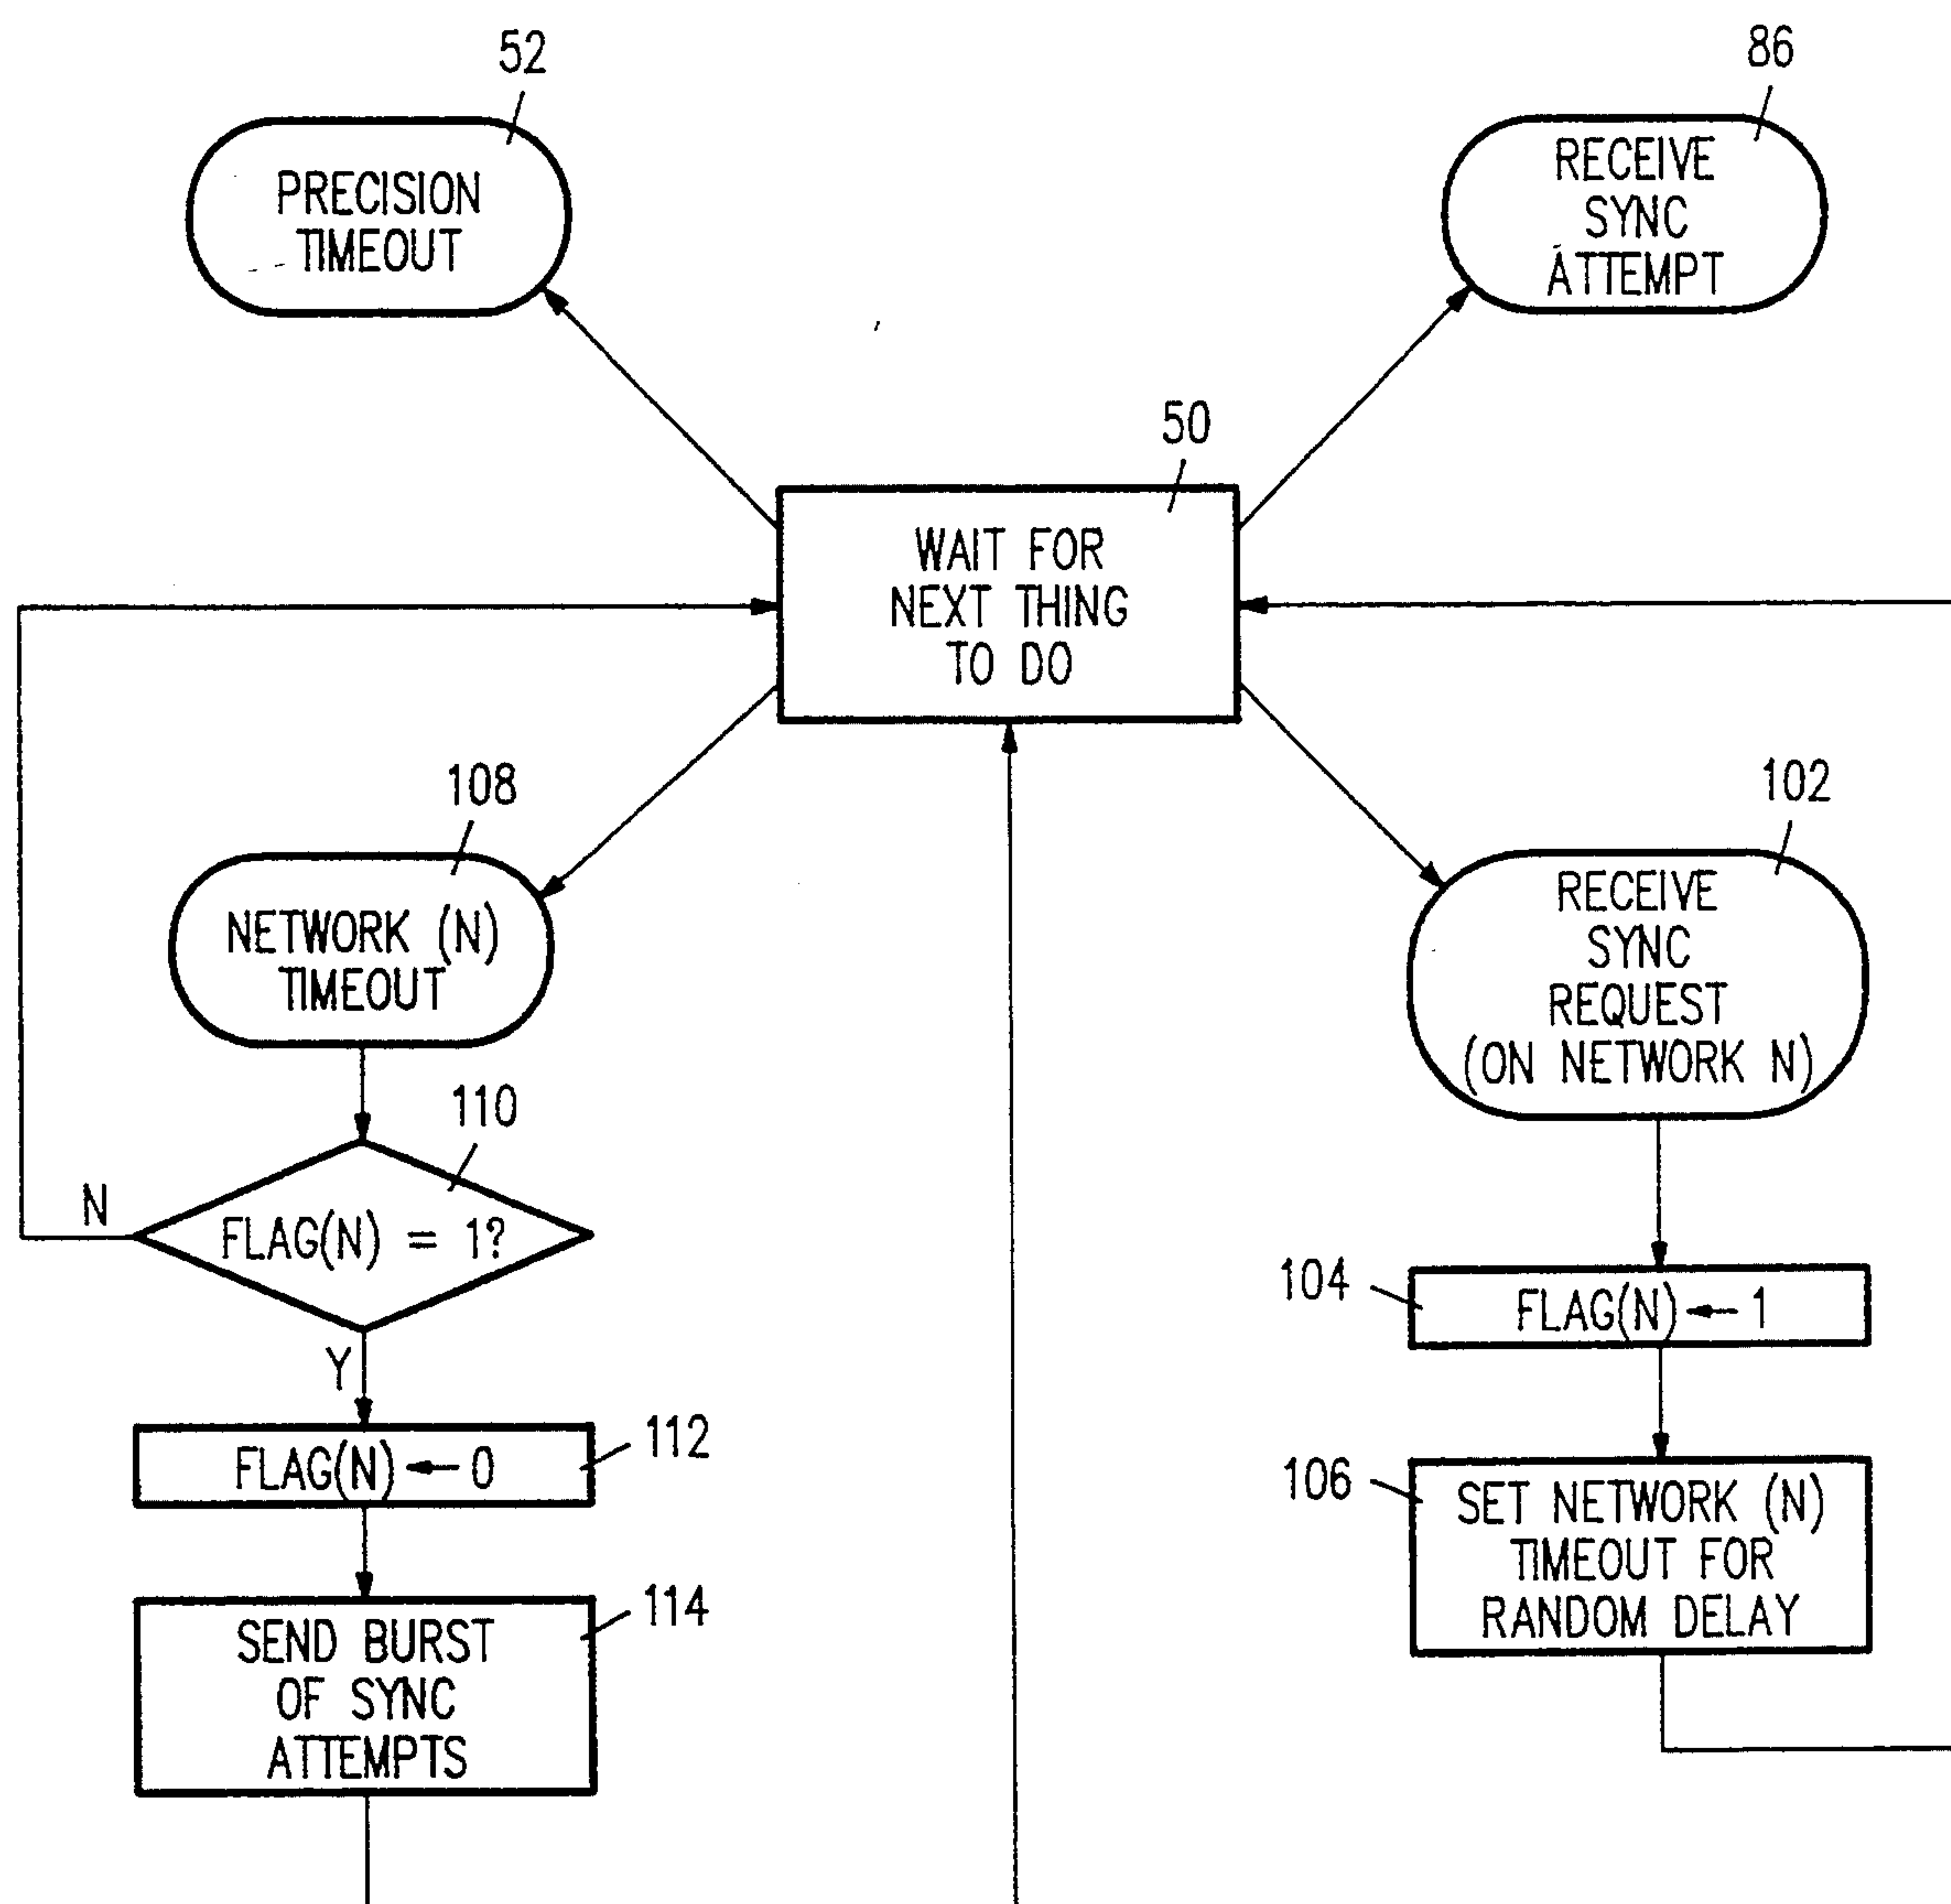 52
PRECISION
TIMEOUT
86
RECEIVE
SYNC
ATTEMPT
50
WAIT FOR
NEXT THING
TO DO
108
NETWORK (N)
TIMEOUT
102
RECEIVE
SYNC
REQUEST
(ON NETWORK N)
110
N
FLAG(N) = 1?
Y
104
FLAG(N) ← 1
112
FLAG(N) ← 0
106
SET NETWORK (N)
TIMEOUT FOR
RANDOM DELAY
114
SEND BURST
OF SYNC
ATTEMPTS